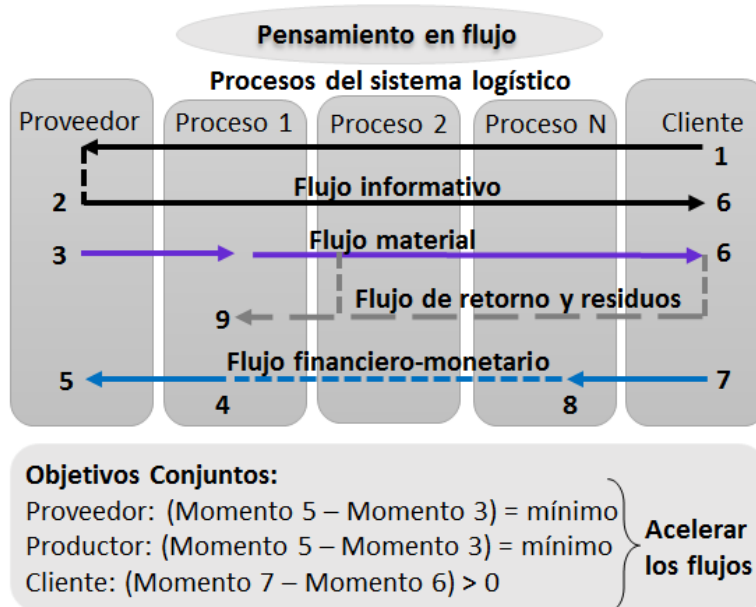 Pensamiento en flujo
Procesos del sistema logístico
Proveedor Proceso 1 Proceso 2 Proceso N Cliente
1
Flujo informativo
2 6
Flujo material
3 6
Flujo de retorno y residuos
9
Flujo financiero-monetario
5 7
4 8
Objetivos Conjuntos:
Proveedor: (Momento 5 – Momento 3) = mínimo
Productor: (Momento 5 – Momento 3) = mínimo
Cliente: (Momento 7 – Momento 6) > 0
Acelerar
los flujos